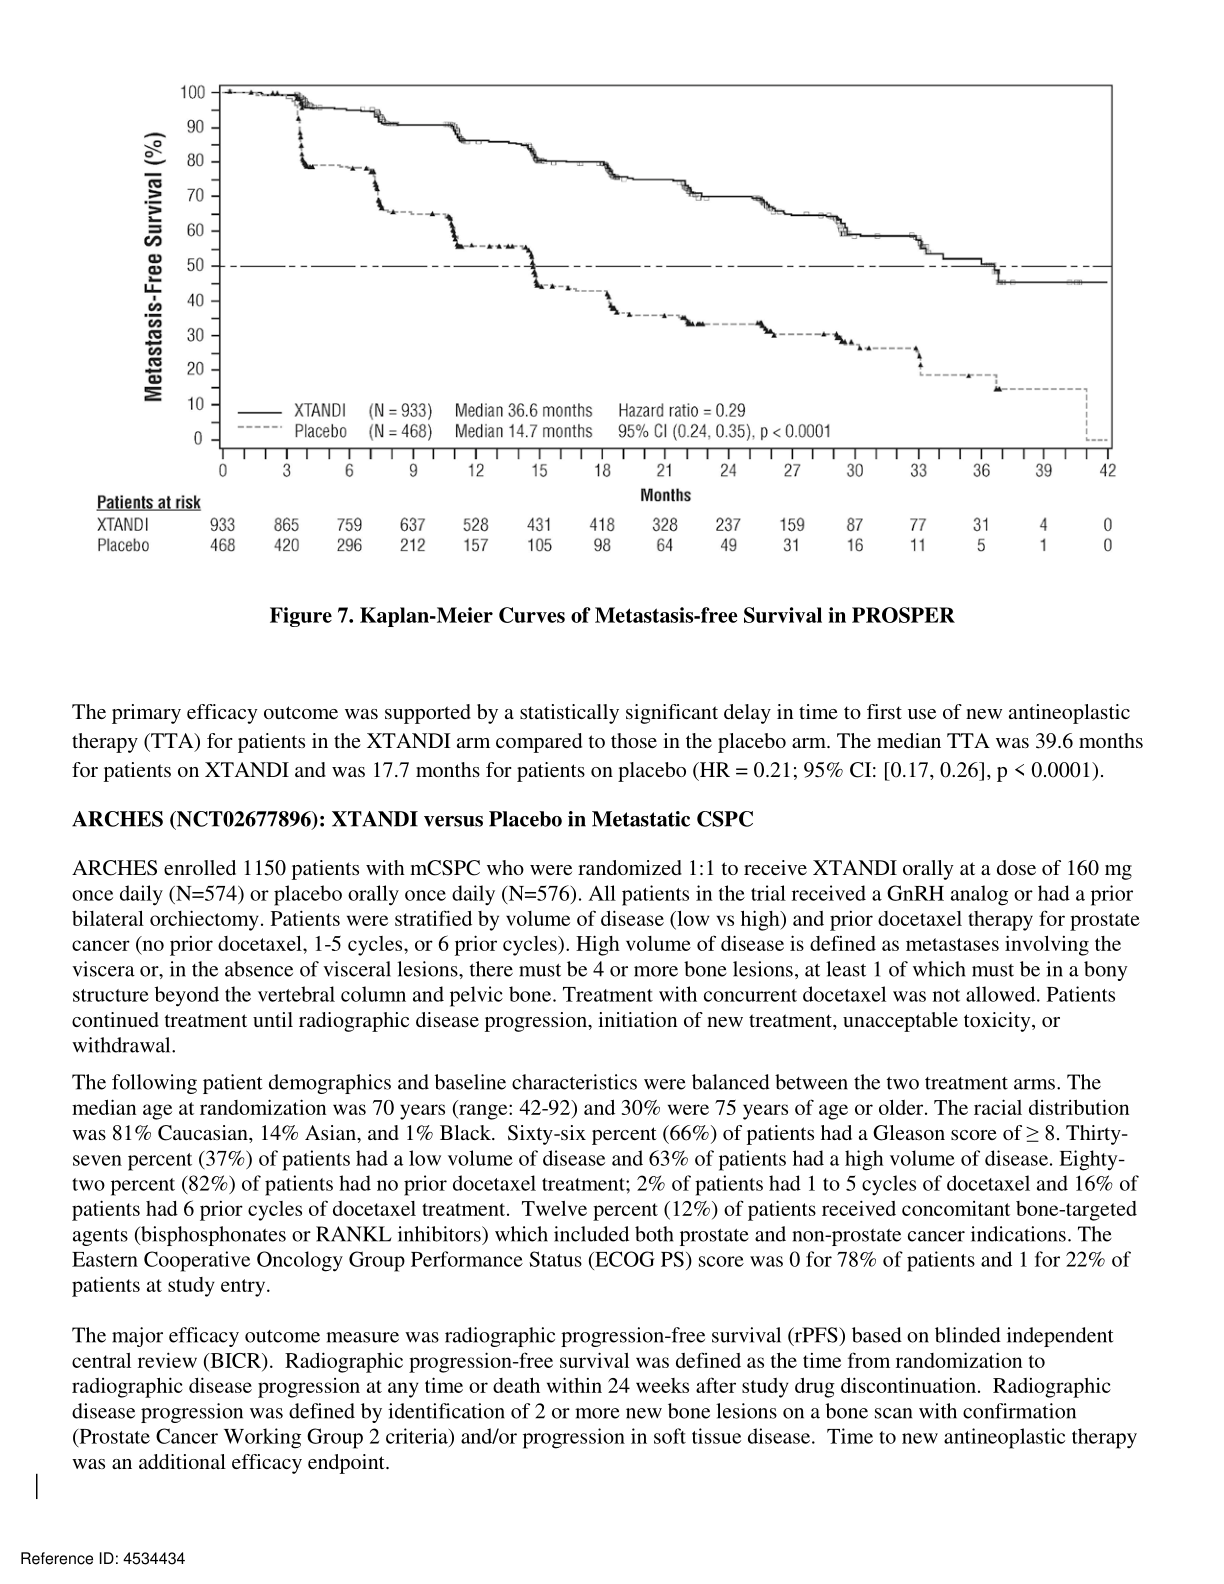 100
90
80
70
60
50
40
30
20
10
0
Metastasis-Free Survival (%)
XTANDI (N = 933) Median 36.6 months Hazard ratio = 0.29
Placebo (N = 468) Median 14.7 months 95% CI (0.24, 0.35), p < 0.0001
0 3 6 9 12 15 18 21 24 27 30 33 36 39 42
Months
Patients at risk
XTANDI 933 865 759 637 528 431 418 328 237 159 87 77 31 4 0
Placebo 468 420 296 212 157 105 98 64 49 31 16 11 5 1 0
Figure 7. Kaplan-Meier Curves of Metastasis-free Survival in PROSPER
The primary efficacy outcome was supported by a statistically significant delay in time to first use of new antineoplastic
therapy (TTA) for patients in the XTANDI arm compared to those in the placebo arm. The median TTA was 39.6 months
for patients on XTANDI and was 17.7 months for patients on placebo (HR = 0.21; 95% CI: [0.17, 0.26], p < 0.0001).
ARCHES (NCT02677896): XTANDI versus Placebo in Metastatic CSPC
ARCHES enrolled 1150 patients with mCSPC who were randomized 1:1 to receive XTANDI orally at a dose of 160 mg
once daily (N=574) or placebo orally once daily (N=576). All patients in the trial received a GnRH analog or had a prior
bilateral orchiectomy. Patients were stratified by volume of disease (low vs high) and prior docetaxel therapy for prostate
cancer (no prior docetaxel, 1-5 cycles, or 6 prior cycles). High volume of disease is defined as metastases involving the
viscera or, in the absence of visceral lesions, there must be 4 or more bone lesions, at least 1 of which must be in a bony
structure beyond the vertebral column and pelvic bone. Treatment with concurrent docetaxel was not allowed. Patients
continued treatment until radiographic disease progression, initiation of new treatment, unacceptable toxicity, or
withdrawal.
The following patient demographics and baseline characteristics were balanced between the two treatment arms. The
median age at randomization was 70 years (range: 42-92) and 30% were 75 years of age or older. The racial distribution
was 81% Caucasian, 14% Asian, and 1% Black. Sixty-six percent (66%) of patients had a Gleason score of ≥ 8. Thirty-
seven percent (37%) of patients had a low volume of disease and 63% of patients had a high volume of disease. Eighty-
two percent (82%) of patients had no prior docetaxel treatment; 2% of patients had 1 to 5 cycles of docetaxel and 16% of
patients had 6 prior cycles of docetaxel treatment. Twelve percent (12%) of patients received concomitant bone-targeted
agents (bisphosphonates or RANKL inhibitors) which included both prostate and non-prostate cancer indications. The
Eastern Cooperative Oncology Group Performance Status (ECOG PS) score was 0 for 78% of patients and 1 for 22% of
patients at study entry.
The major efficacy outcome measure was radiographic progression-free survival (rPFS) based on blinded independent
central review (BICR). Radiographic progression-free survival was defined as the time from randomization to
radiographic disease progression at any time or death within 24 weeks after study drug discontinuation. Radiographic
disease progression was defined by identification of 2 or more new bone lesions on a bone scan with confirmation
(Prostate Cancer Working Group 2 criteria) and/or progression in soft tissue disease. Time to new antineoplastic therapy
was an additional efficacy endpoint.
Reference ID: 4534434